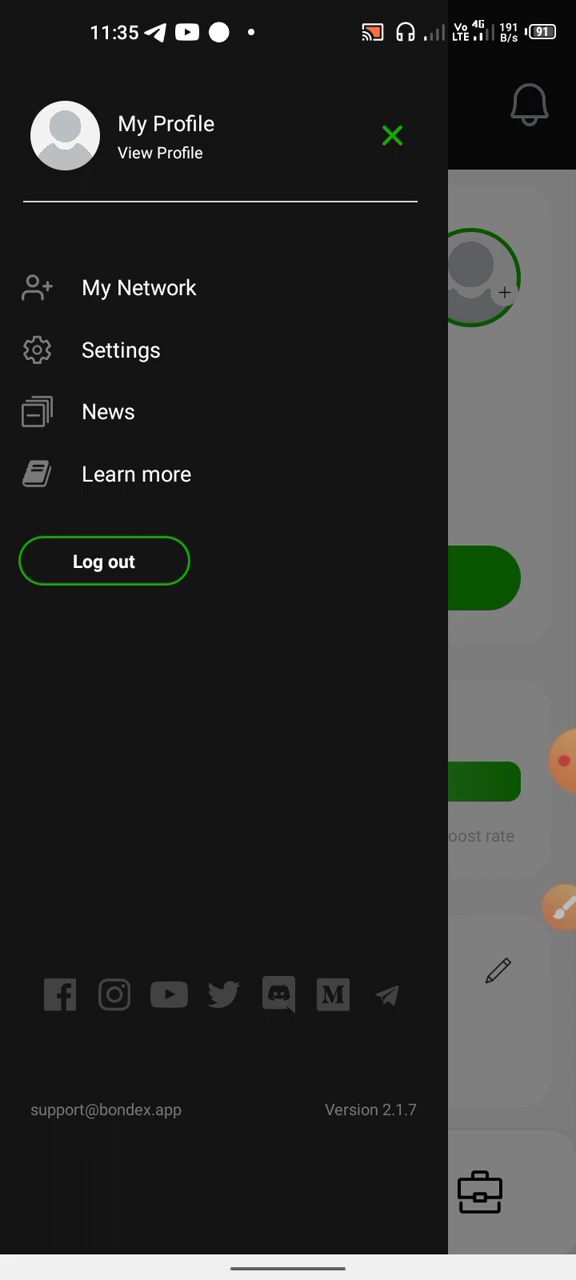 11:35
Vo LTE 4G 191 B/s 91
My Profile
View Profile
My Network
Settings
News
Learn more
Log out
oost rate
M
support@bondex.app
Version 2.1.7